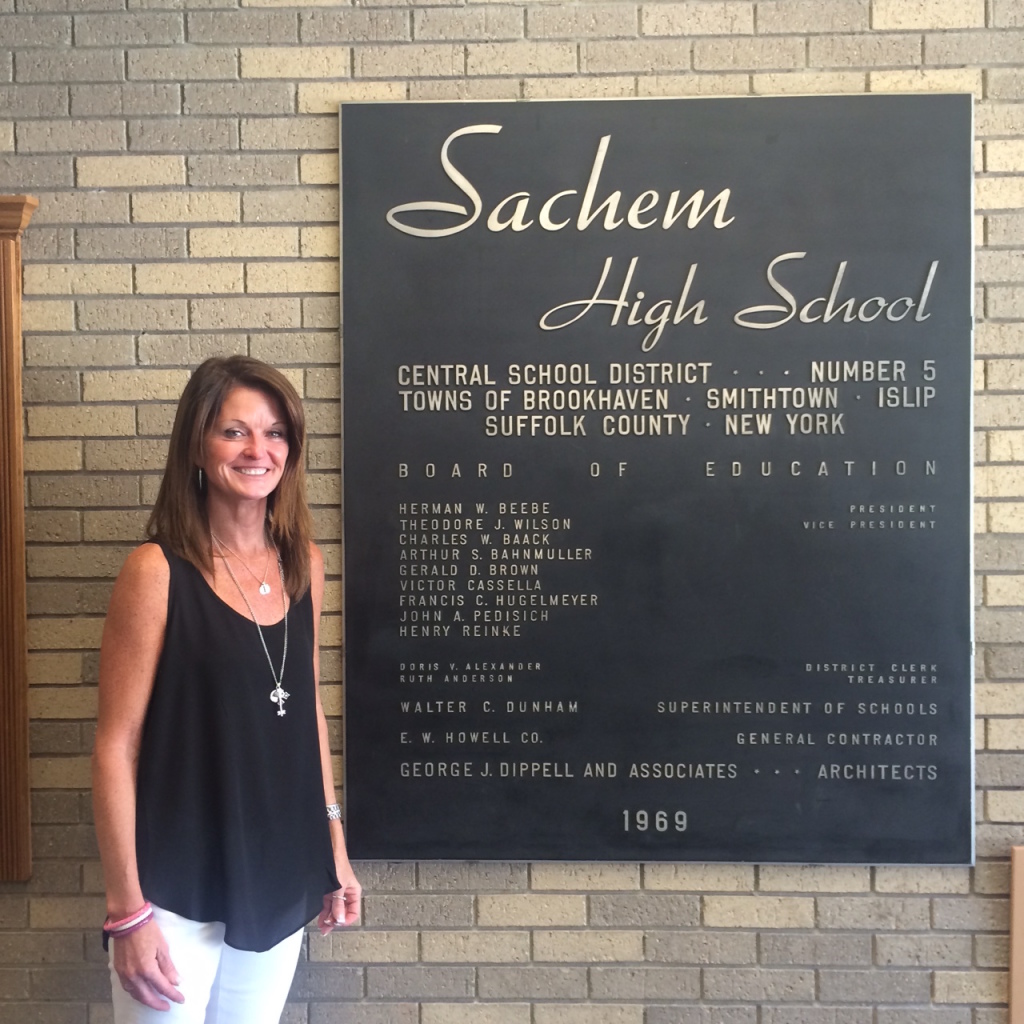 Sachem
High School
CENTRAL SCHOOL DISTRICT · · · NUMBER 5
TOWNS OF BROOKHAVEN · SMITHTOWN · ISLIP
SUFFOLK COUNTY · NEW YORK
BOARD OF EDUCATION
HERMAN W. BEEBE PRESIDENT
THEODORE J. WILSON VICE PRESIDENT
CHARLES W. BAACK
ARTHUR S. BAHNMULLER
GERALD D. BROWN
VICTOR CASSELLA
FRANCIS C. HUGELMEYER
JOHN A. PEDISICH
HENRY REINKE
DORIS V. ALEXANDER DISTRICT CLERK
RUTH ANDERSON TREASURER
WALTER C. DUNHAM SUPERINTENDENT OF SCHOOLS
E. W. HOWELL CO. GENERAL CONTRACTOR
GEORGE J. DIPPELL AND ASSOCIATES · · · ARCHITECTS
1969